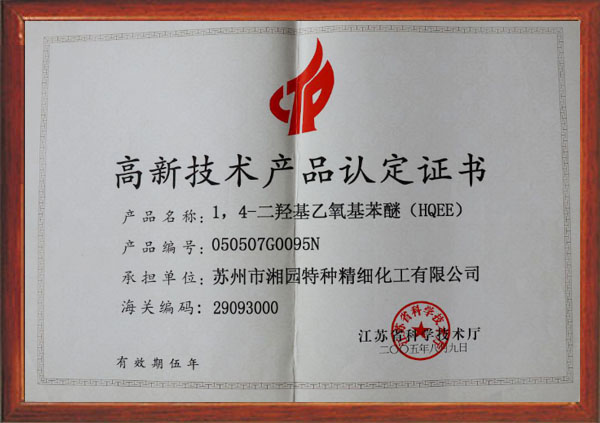 高新技术产品认定证书
产品名称：1，4-二羟基乙氧基苯醚（HQEE）
产品编号：050507G0095N
承担单位：苏州市湘园特种精细化工有限公司
海关编码：29093000
江苏省科学技术厅
二〇〇五年八月九日
有效期伍年